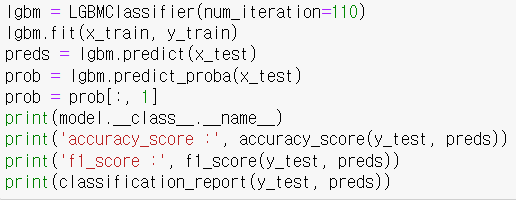 lgbm = LGBMClassifier(num_iteration=110)
lgbm.fit(x_train, y_train)
preds = lgbm.predict(x_test)
prob = lgbm.predict_proba(x_test)
prob = prob[:, 1]
print(model.__class__.__name__)
print('accuracy_score :', accuracy_score(y_test, preds))
print('f1_score :', f1_score(y_test, preds))
print(classification_report(y_test, preds))